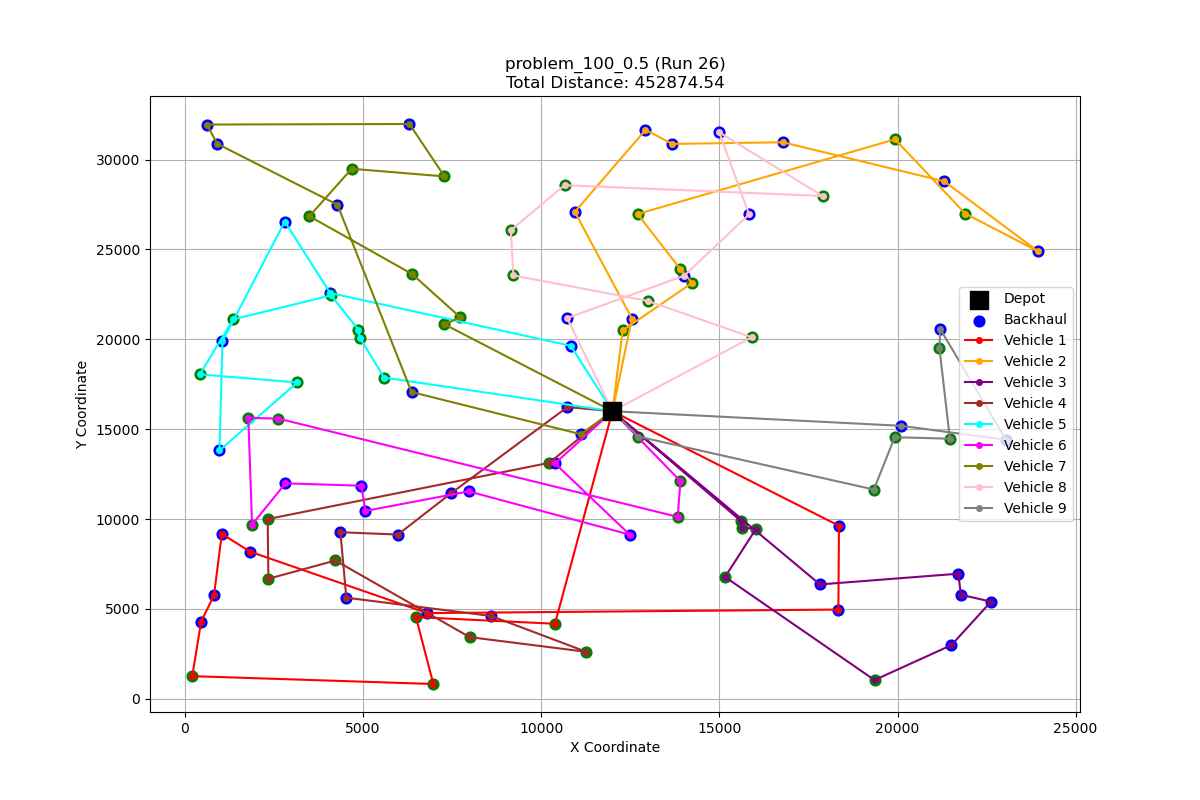 problem_100_0.5 (Run 26)
Total Distance: 452874.54
Y Coordinate
30000
25000
20000
15000
10000
5000
0
Depot
Backhaul
Vehicle 1
Vehicle 2
Vehicle 3
Vehicle 4
Vehicle 5
Vehicle 6
Vehicle 7
Vehicle 8
Vehicle 9
0
5000
10000
15000
20000
25000
X Coordinate